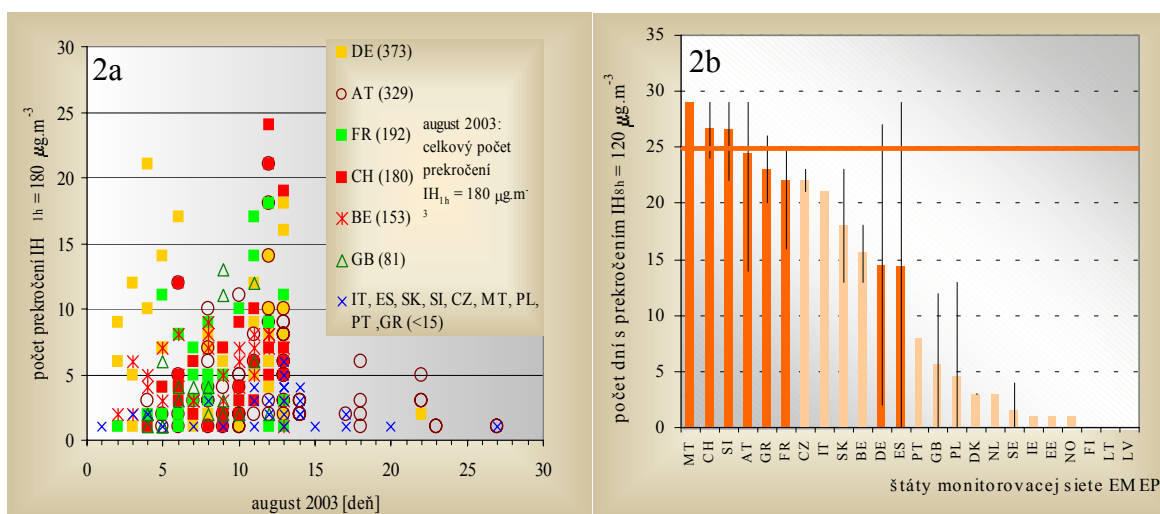 2a
počet prekročení IH 1h = 180 µg.m-3
30
25
20
15
10
5
0
0 5 10 15 20 25 30
august 2003 [deň]
DE (373)
AT (329)
FR (192)
CH (180)
BE (153)
GB (81)
IT, ES, SK, SI, CZ, MT, PL,
PT ,GR (<15)
august 2003:
celkový počet
prekročení
IH1h = 180 µg.m-
3
2b
počet dní s prekročením IH8h = 120 µg.m-3
35
30
25
20
15
10
5
0
MT CH SI AT GR FR CZ IT SK BE DE ES PT GB PL DK NL SE IE EE NO FI LT LV
štáty monitorovacej siete EMEP